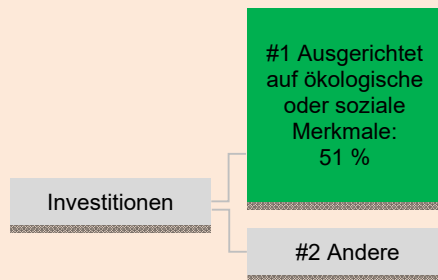 #1 Ausgerichtet
auf ökologische
oder soziale
Merkmale:
51 %
Investitionen
#2 Andere